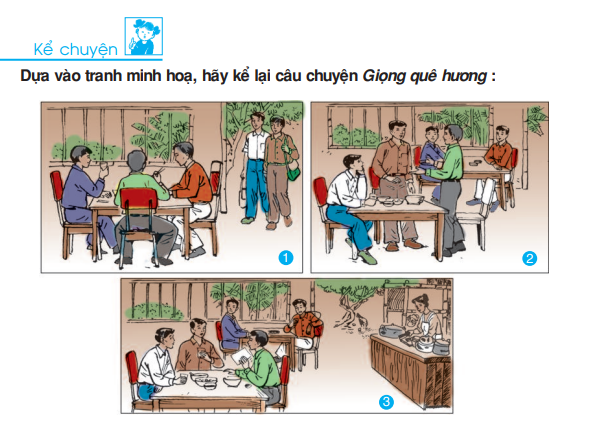 Kể chuyện
Dựa vào tranh minh hoạ, hãy kể lại câu chuyện Giọng quê hương :
1
2
3